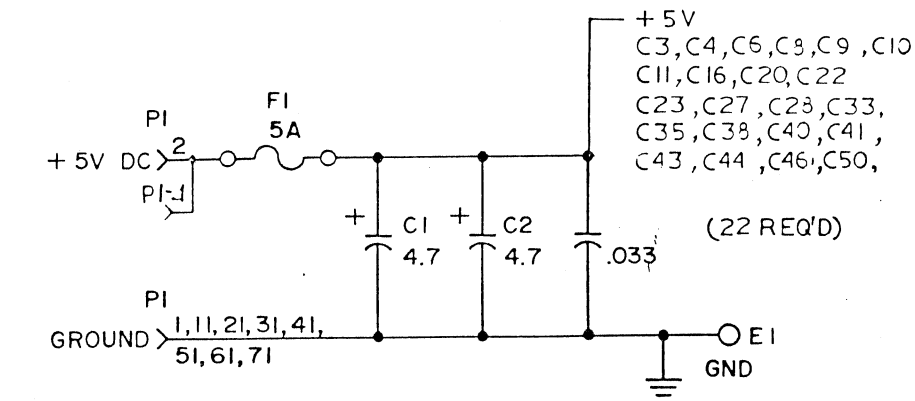 + 5V
C3, C4, C6, C8, C9, C10
C11, C16, C20, C22
C23, C27, C28, C33,
C35, C38, C40, C41,
C43, C44, C46, C50,
(22 REQ'D)
F1
5A
P1
2
+ 5V DC
P1-1
+ C1
4.7
+ C2
4.7
.033
P1
1, 11, 21, 31, 41,
GROUND
51, 61, 71
E1
GND